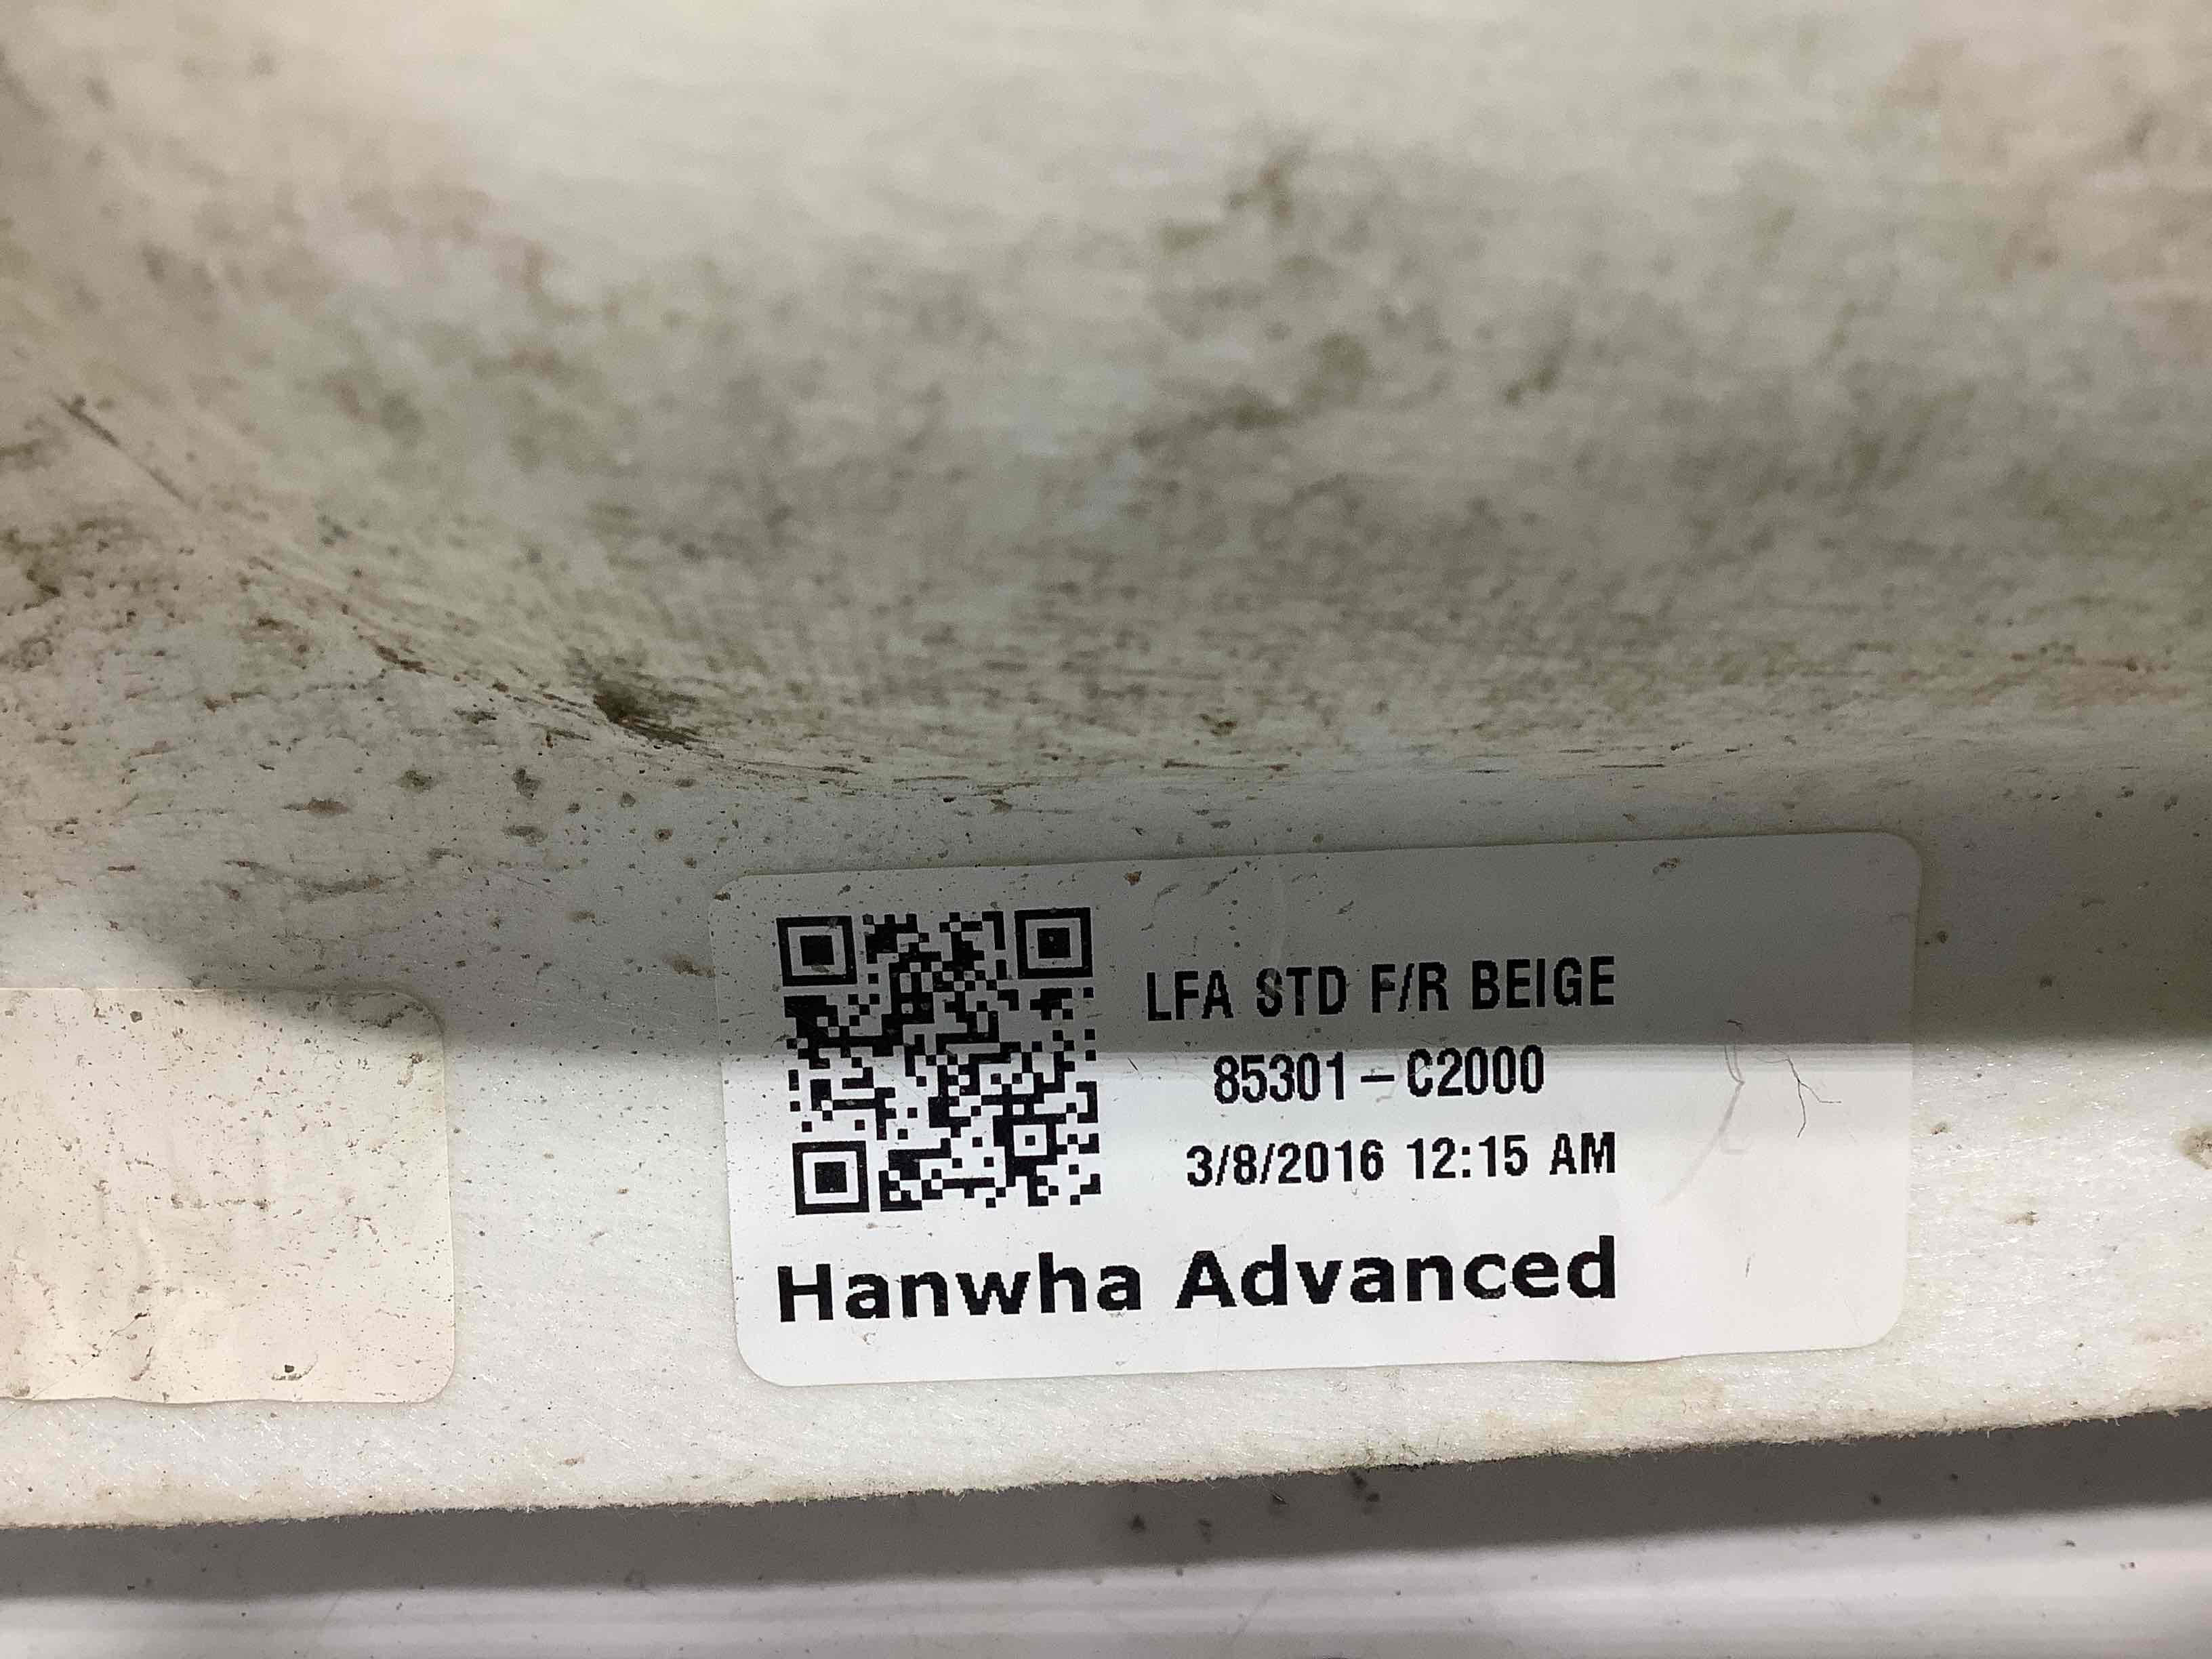 LFA STD F/R BEIGE
85301-C2000
3/8/2016 12:15 AM
Hanwha Advanced